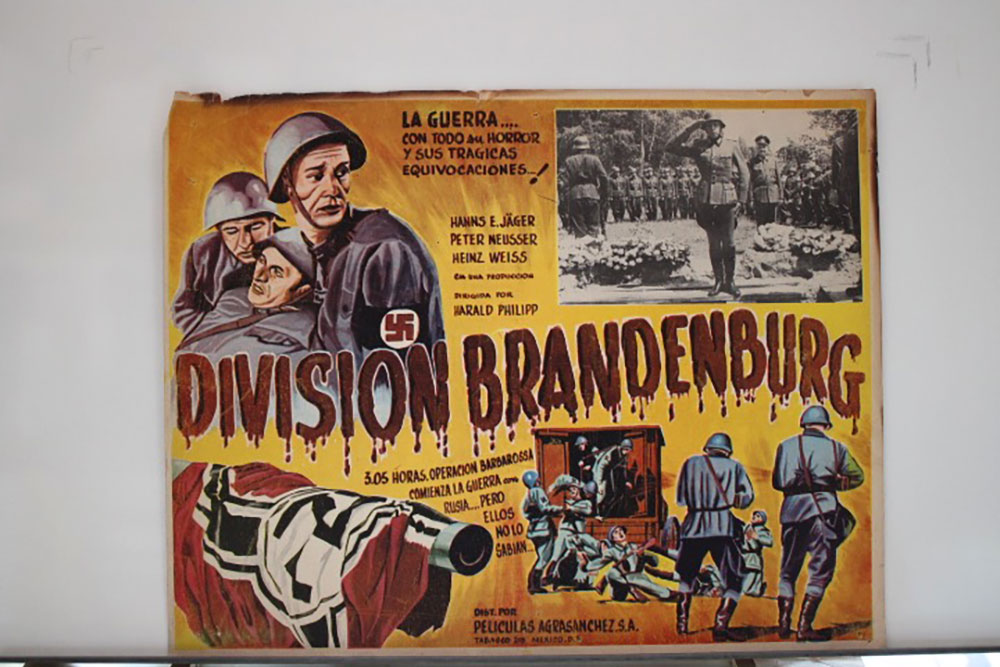 LA GUERRA....
CON TODO su HORROR
Y SUS TRAGICAS
EQUIVOCACIONES...!
HANNS E. JÄGER
PETER NEUSSER
HEINZ WEISS
EN UNA PRODUCCION
DIRIGIDA POR
HARALD PHILIPP
DIVISION BRANDENBURG
3.05 HORAS, OPERACION BARBAROSSA
COMIENZA LA GUERRA con
RUSIA.... PERO
ELLOS
NO LO
SABIAN...
DIST. POR
PELICULAS AGRASANCHEZ, S.A.
MEXICO, D.F.